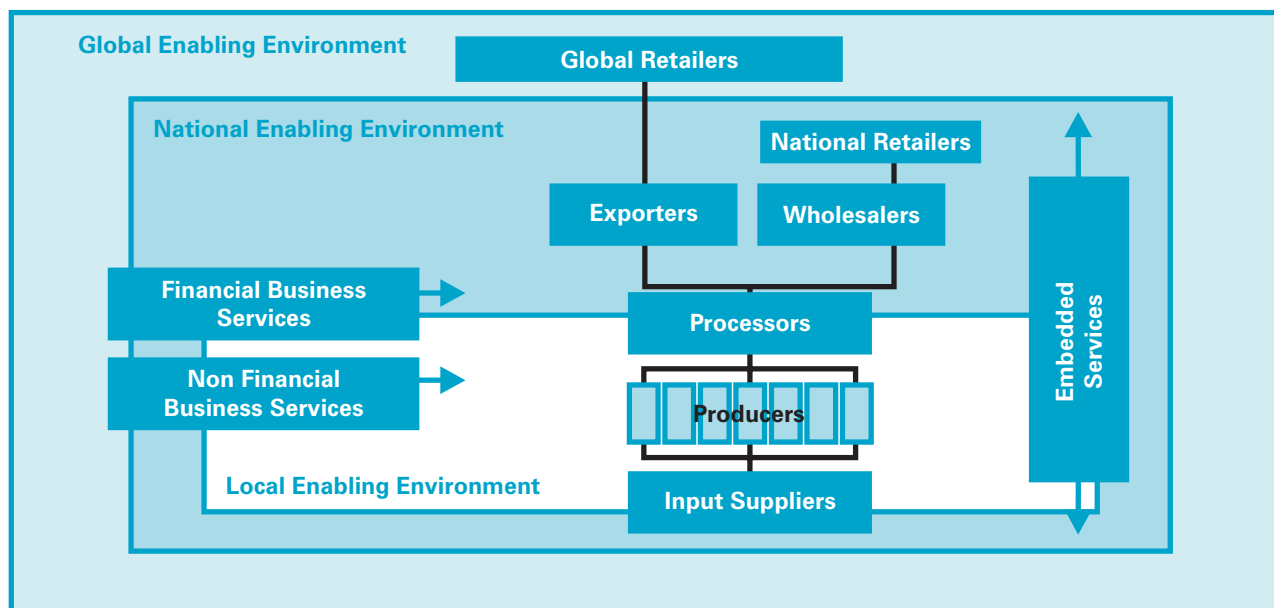 Global Enabling Environment
Global Retailers
National Enabling Environment
National Retailers
Exporters
Wholesalers
Financial Business
Services
Processors
Embedded
Services
Non Financial
Business Services
Producers
Local Enabling Environment
Input Suppliers